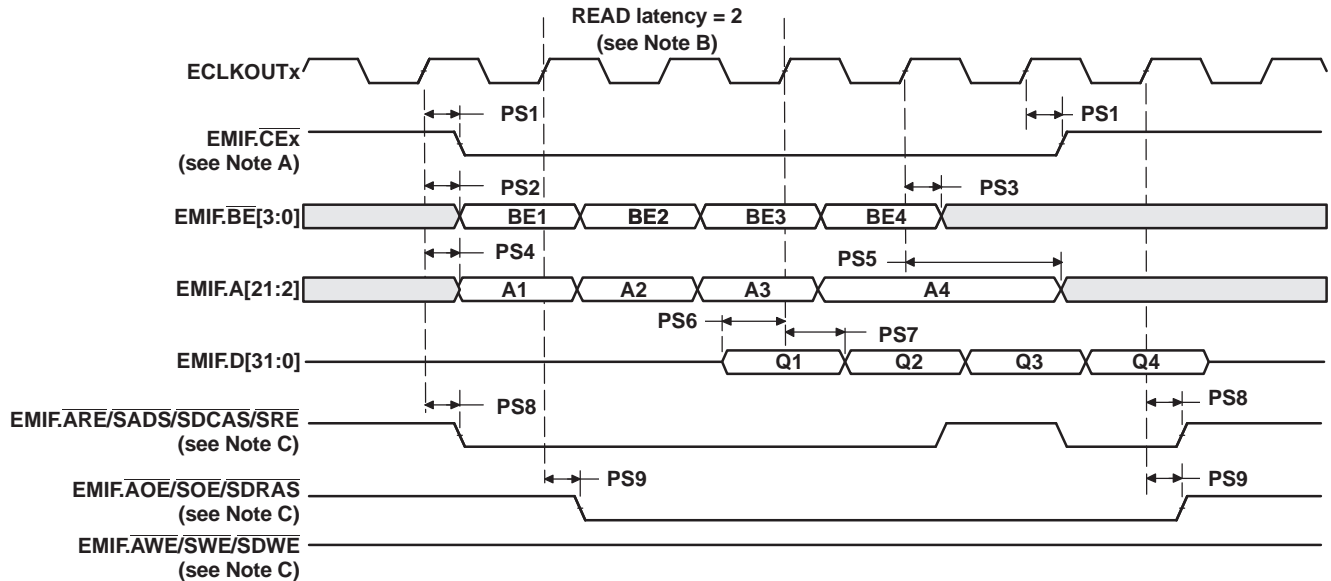 READ latency = 2
(see Note B)
ECLKOUTx
PS1
PS1
EMIF.CEx
(see Note A)
PS2
PS3
EMIF.BE[3:0]
BE1
BE2
BE3
BE4
PS4
PS5
EMIF.A[21:2]
A1
A2
A3
A4
PS6
PS7
EMIF.D[31:0]
Q1
Q2
Q3
Q4
PS8
PS8
EMIF.ARE/SADS/SDCAS/SRE
(see Note C)
PS9
PS9
EMIF.AOE/SOE/SDRAS
(see Note C)
EMIF.AWE/SWE/SDWE
(see Note C)